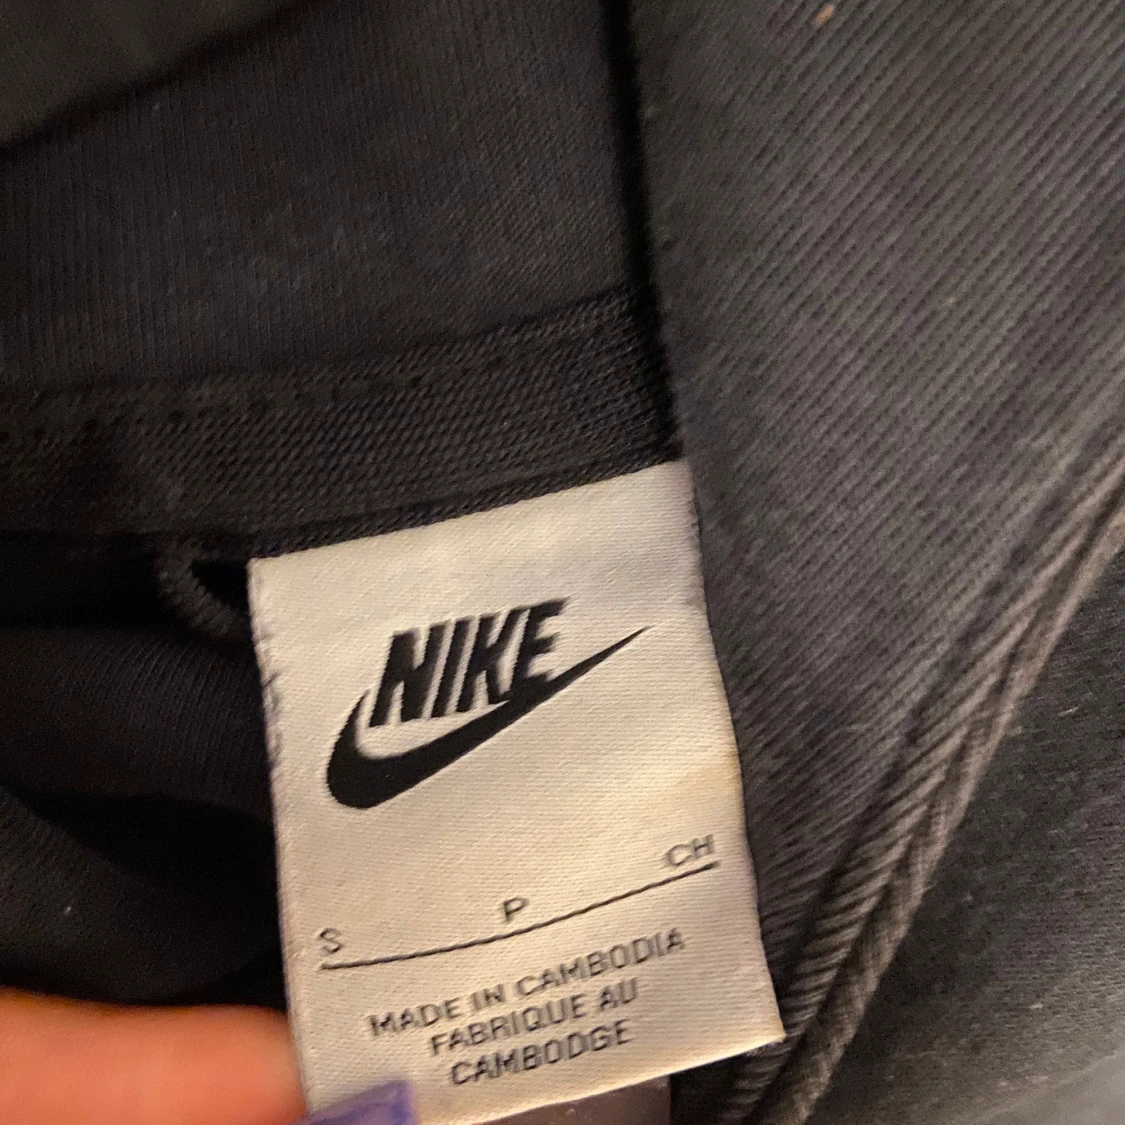 NIKE
S P CH
MADE IN CAMBODIA
FABRIQUE AU
CAMBODGE